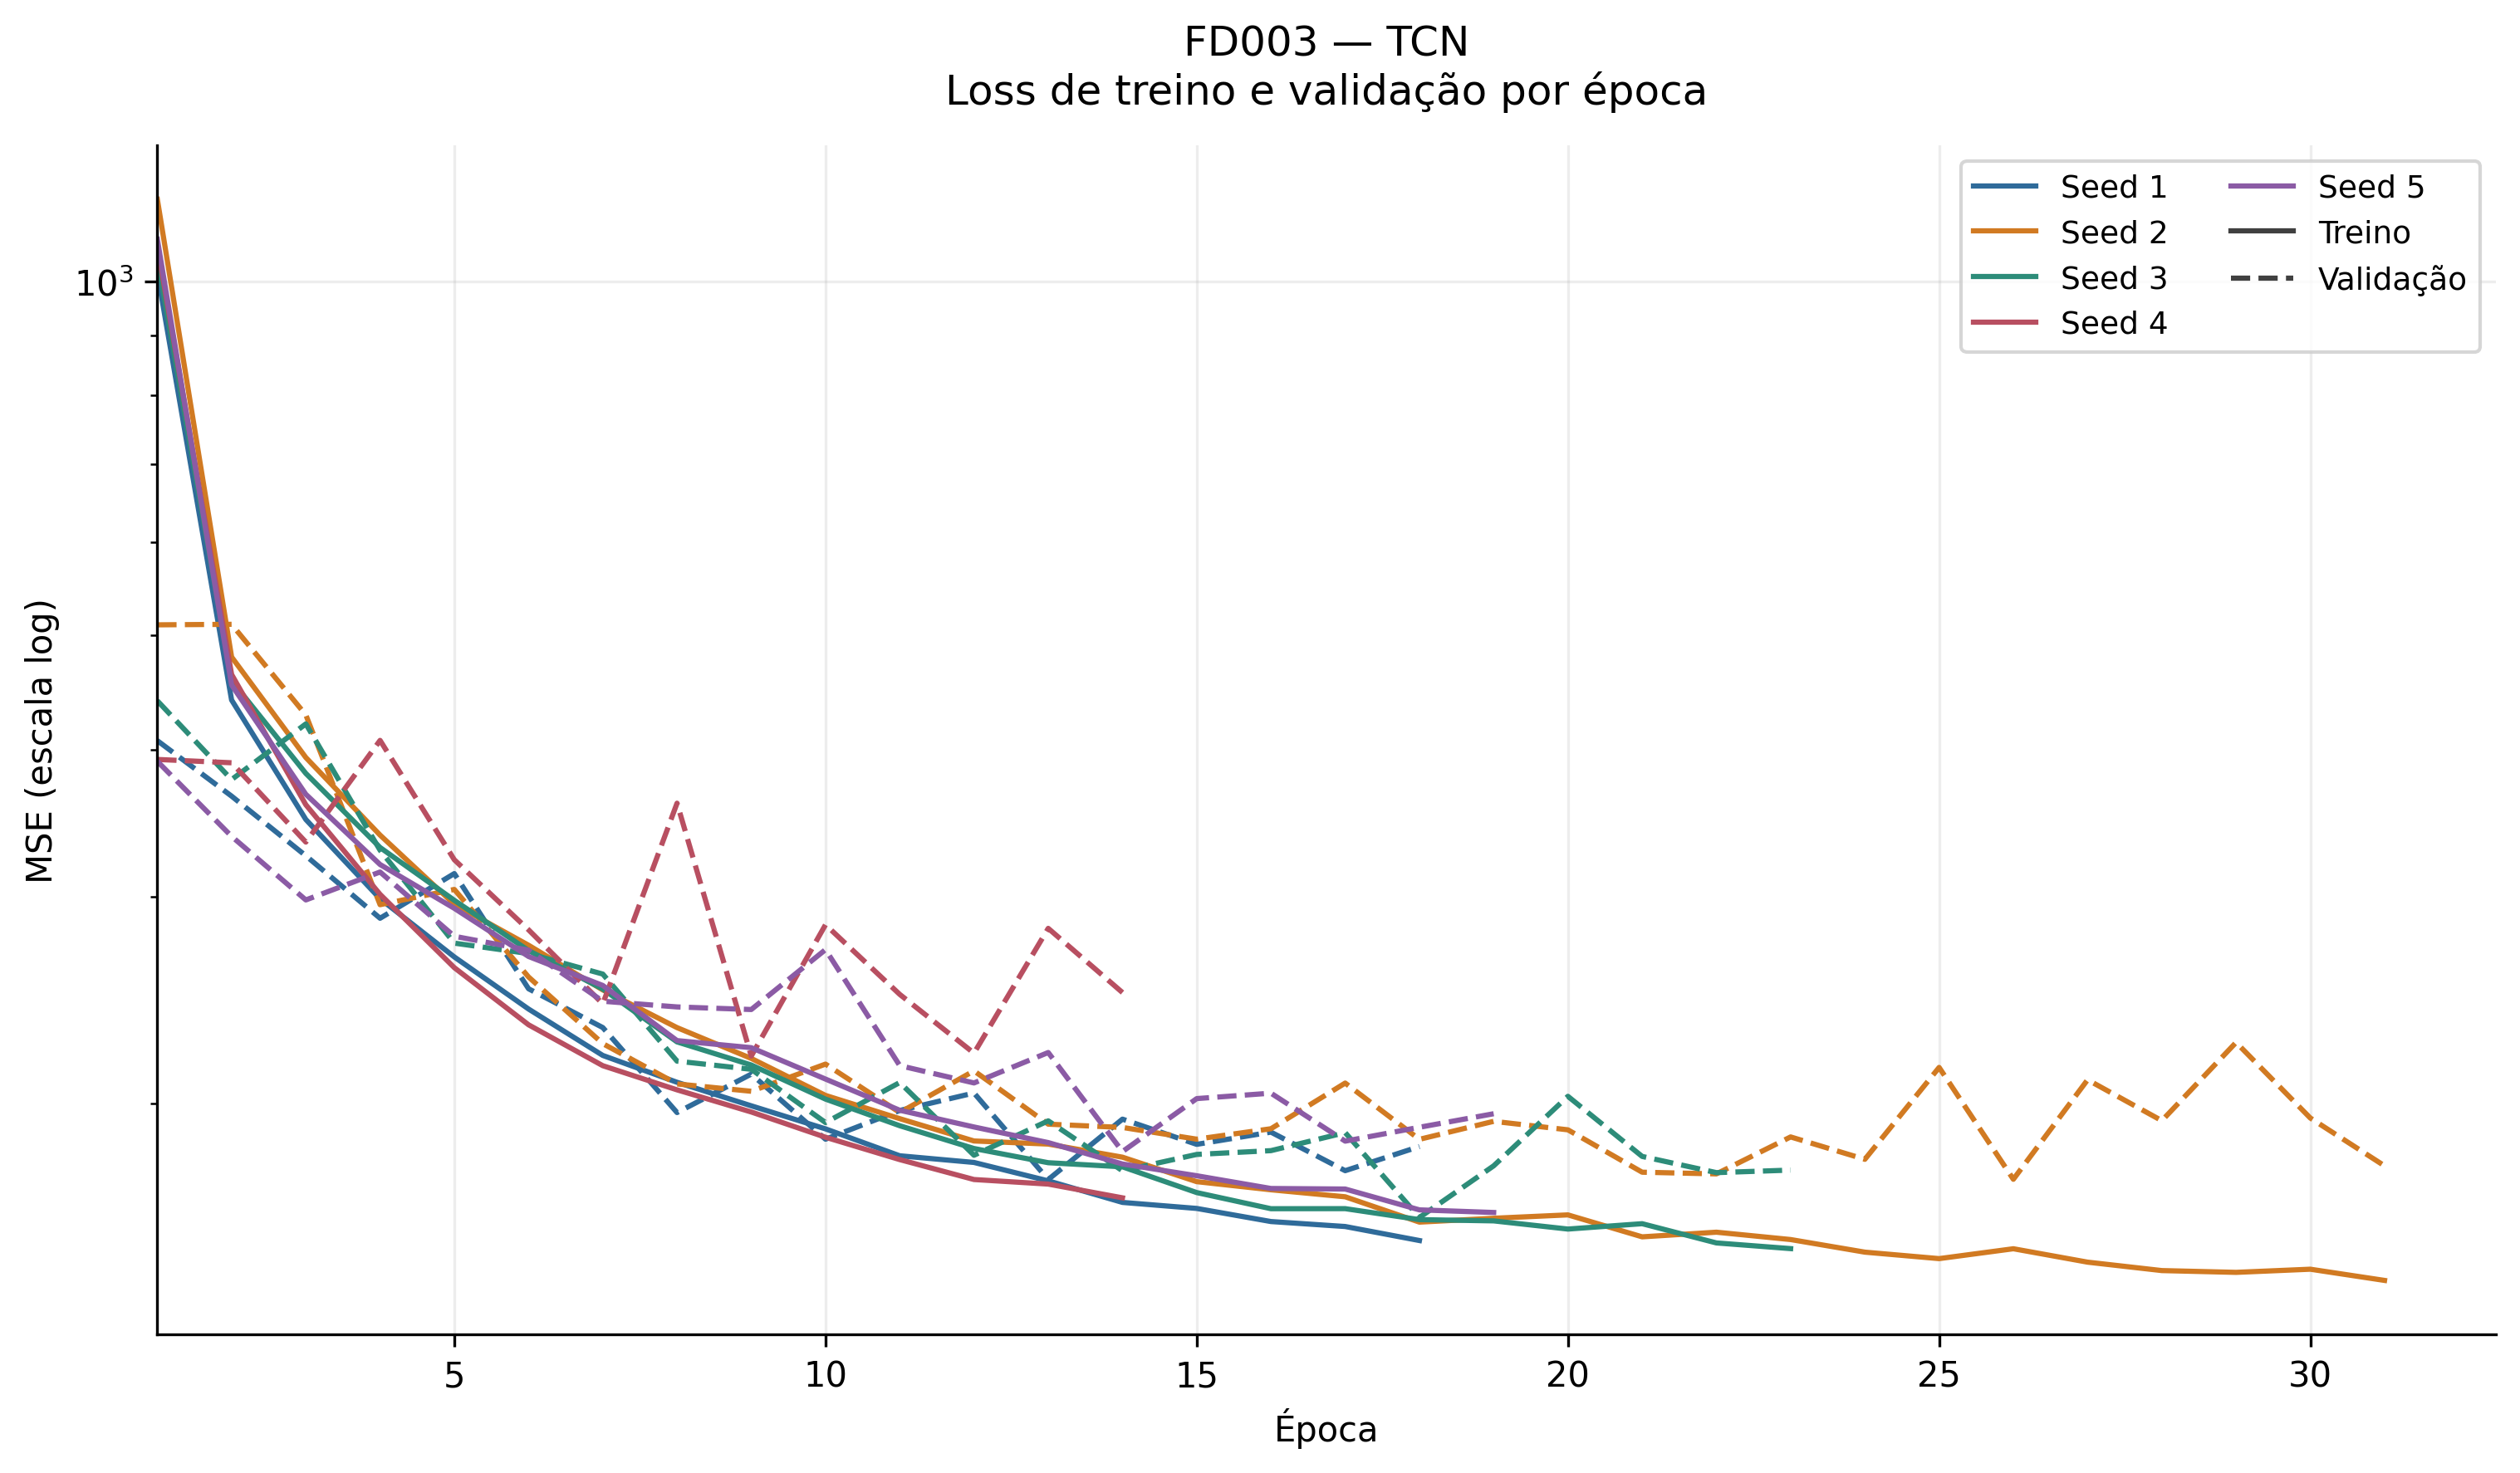 FD003 — TCN
Loss de treino e validação por época
MSE (escala log)
10³
Seed 1
Seed 2
Seed 3
Seed 4
Seed 5
Treino
Validação
5 10 15 20 25 30
Época